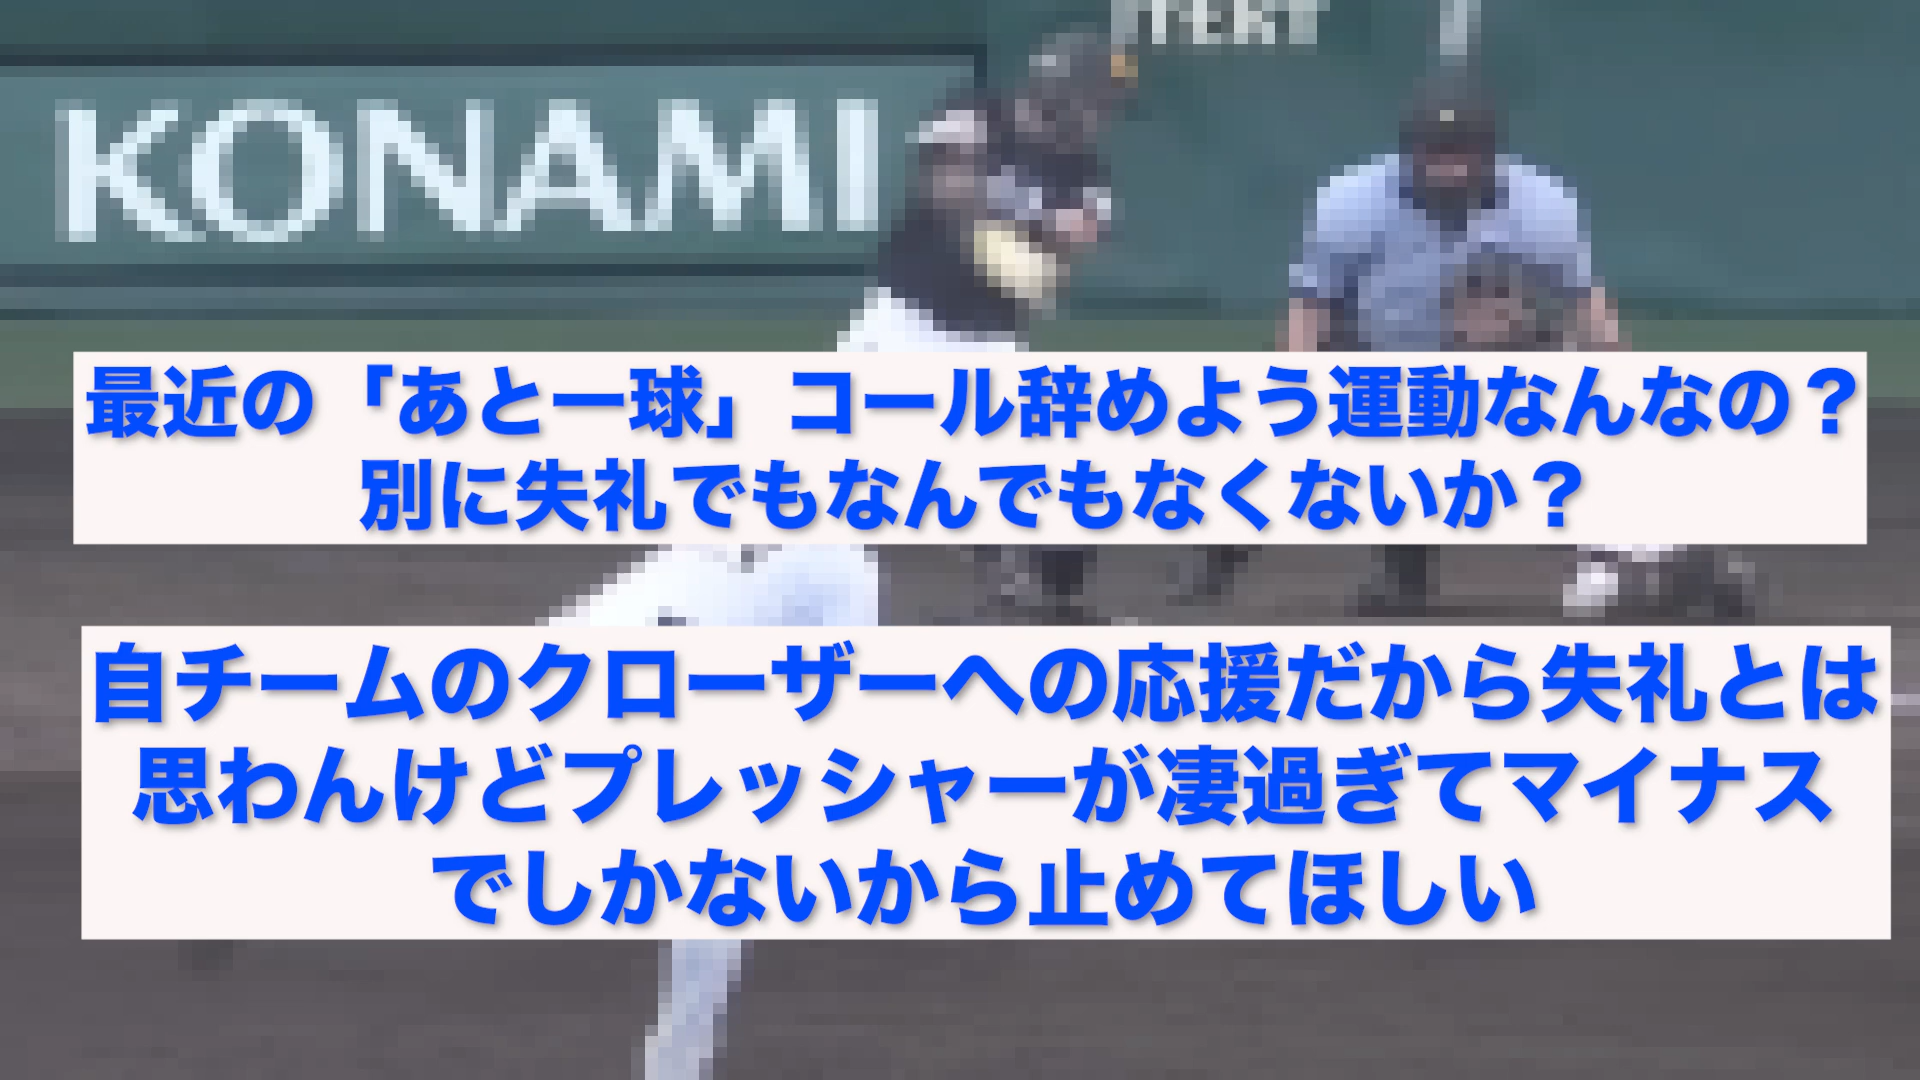 KONAMI
最近の「あと一球」コール辞めよう運動なんなの？
別に失礼でもなんでもなくないか？
自チームのクローザーへの応援だから失礼とは
思わんけどプレッシャーが凄過ぎてマイナス
でしかないから止めてほしい